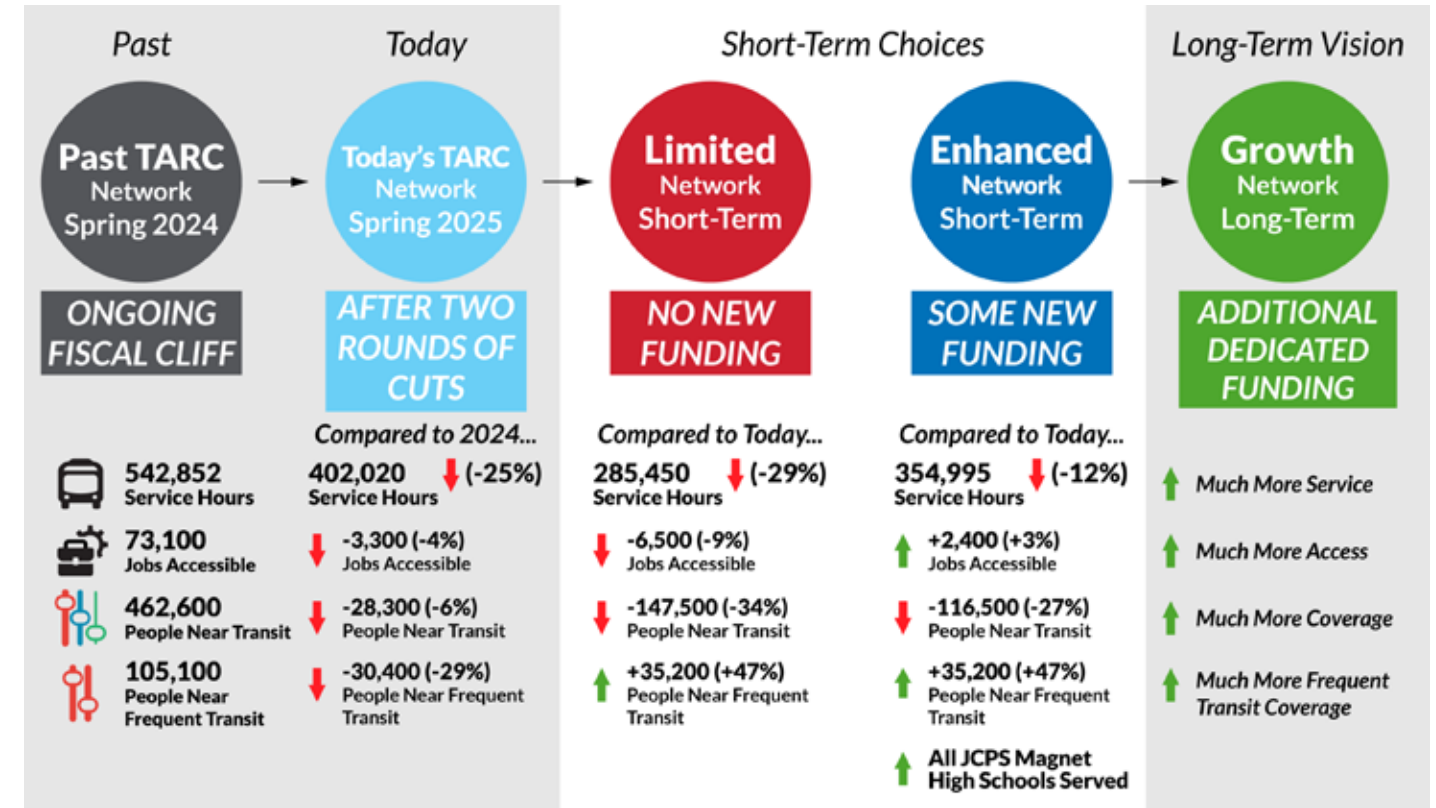 Past
Today
Short-Term Choices
Long-Term Vision
Past TARC
Network
Spring 2024
Today's TARC
Network
Spring 2025
Limited
Network
Short-Term
Enhanced
Network
Short-Term
Growth
Network
Long-Term
ONGOING
FISCAL CLIFF
AFTER TWO
ROUNDS OF
CUTS
NO NEW
FUNDING
SOME NEW
FUNDING
ADDITIONAL
DEDICATED
FUNDING
542,852
Service Hours
73,100
Jobs Accessible
462,600
People Near Transit
105,100
People Near
Frequent Transit
Compared to 2024...
402,020 (-25%)
Service Hours
-3,300 (-4%)
Jobs Accessible
-28,300 (-6%)
People Near Transit
-30,400 (-29%)
People Near Frequent
Transit
Compared to Today...
285,450 (-29%)
Service Hours
-6,500 (-9%)
Jobs Accessible
-147,500 (-34%)
People Near Transit
+35,200 (+47%)
People Near Frequent
Transit
Compared to Today...
354,995 (-12%)
Service Hours
+2,400 (+3%)
Jobs Accessible
-116,500 (-27%)
People Near Transit
+35,200 (+47%)
People Near Frequent
Transit
All JCPS Magnet
High Schools Served
Much More Service
Much More Access
Much More Coverage
Much More Frequent
Transit Coverage